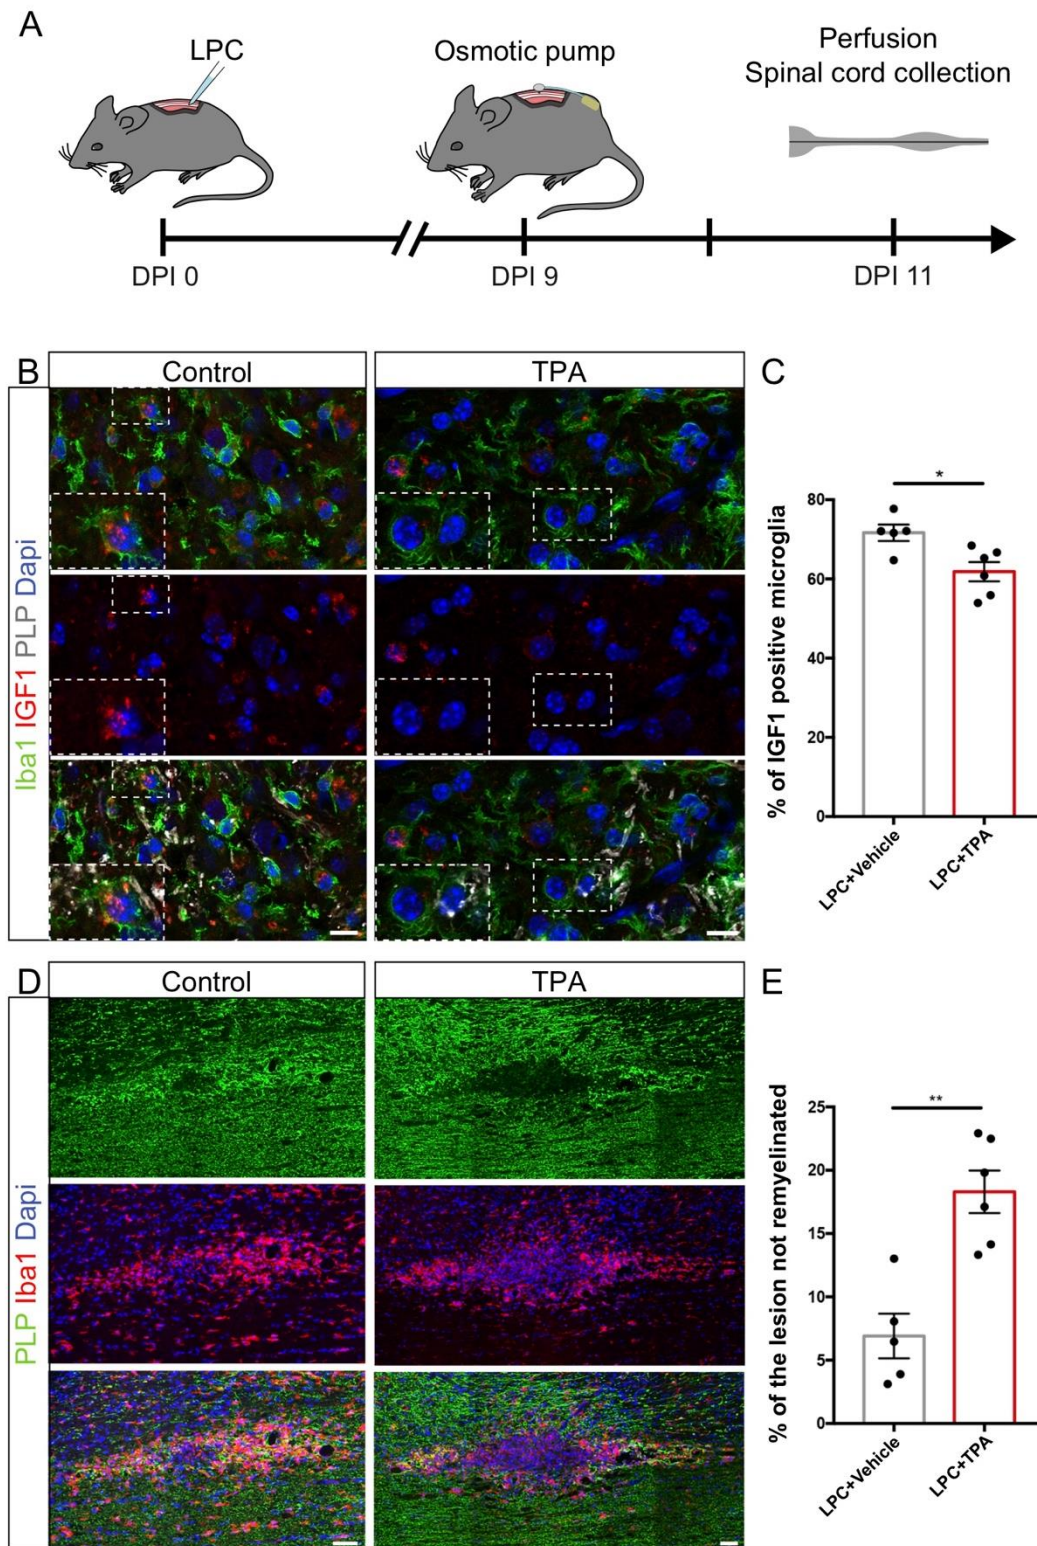 A
LPC
Osmotic pump
Perfusion
Spinal cord collection
DPI 0
DPI 9
DPI 11
B
Control
TPA
Iba1 IGF1 PLP Dapi
C
*
% of IGF1 positive microglia
80
60
40
20
0
LPC+Vehicle
LPC+TPA
D
Control
TPA
PLP Iba1 Dapi
E
**
% of the lesion not remyelinated
25
20
15
10
5
0
LPC+Vehicle
LPC+TPA